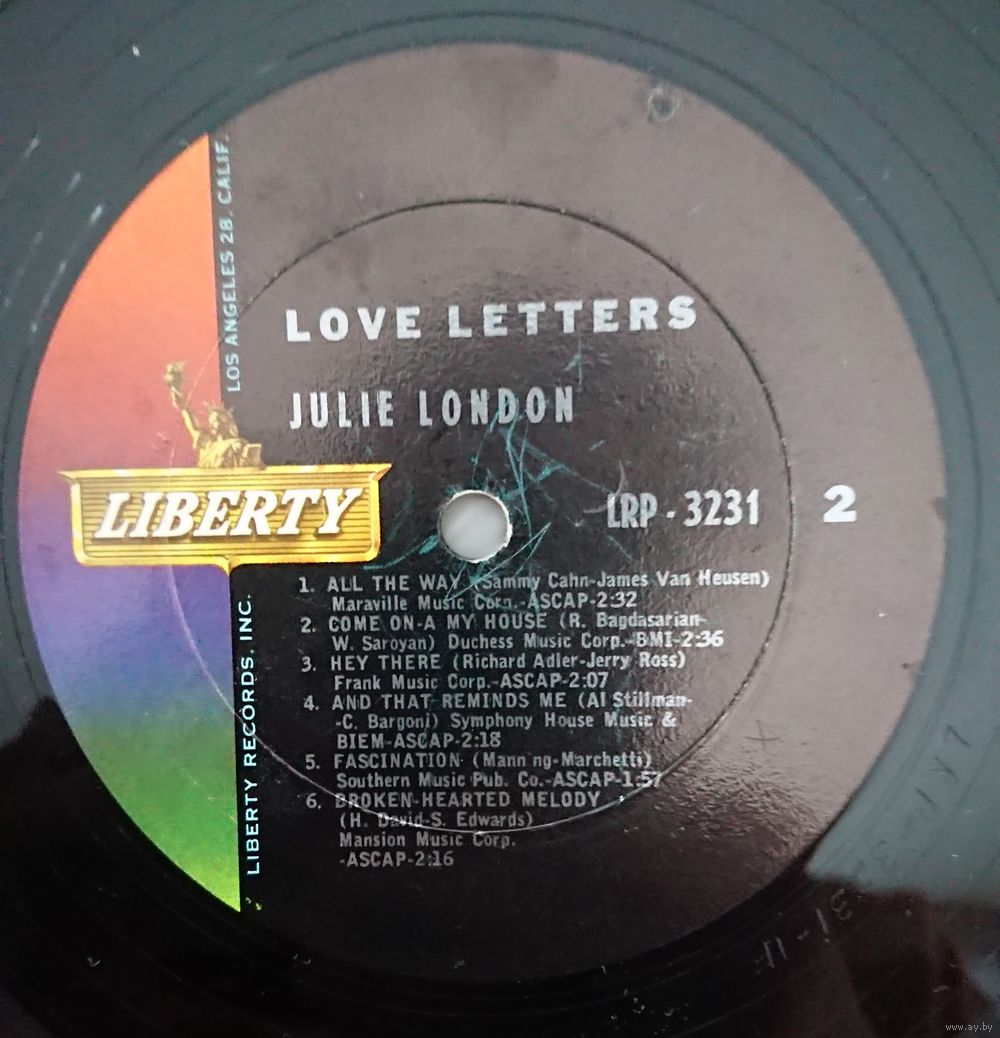 LOS ANGELES 28, CALIF.
LOVE LETTERS
JULIE LONDON
LIBERTY
LRP - 3231
2
1. ALL THE WAY (Sammy Cahn-James Van Heusen)
Maraville Music Corp.-ASCAP-2:32
2. COME ON-A MY HOUSE (R. Bagdasarian-
W. Saroyan) Duchess Music Corp.-BMI-2:36
3. HEY THERE (Richard Adler-Jerry Ross)
Frank Music Corp.-ASCAP-2:07
4. AND THAT REMINDS ME (Al Stillman-
-C. Bargoni) Symphony House Music &
BIEM-ASCAP-2:18
5. FASCINATION (Manning-Marchetti)
Southern Music Pub. Co.-ASCAP-1:57
6. BROKEN-HEARTED MELODY
(H. David-S. Edwards)
Mansion Music Corp.
-ASCAP-2:16
LIBERTY RECORDS, INC.
www.ay.by